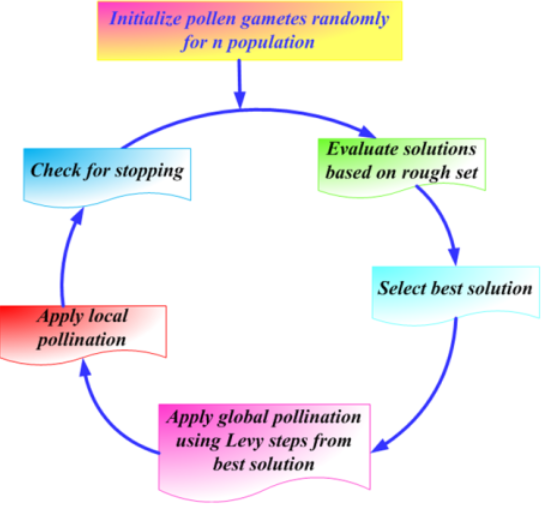 Initialize pollen gametes randomly
for n population
Evaluate solutions
based on rough set
Select best solution
Apply global pollination
using Levy steps from
best solution
Apply local
pollination
Check for stopping